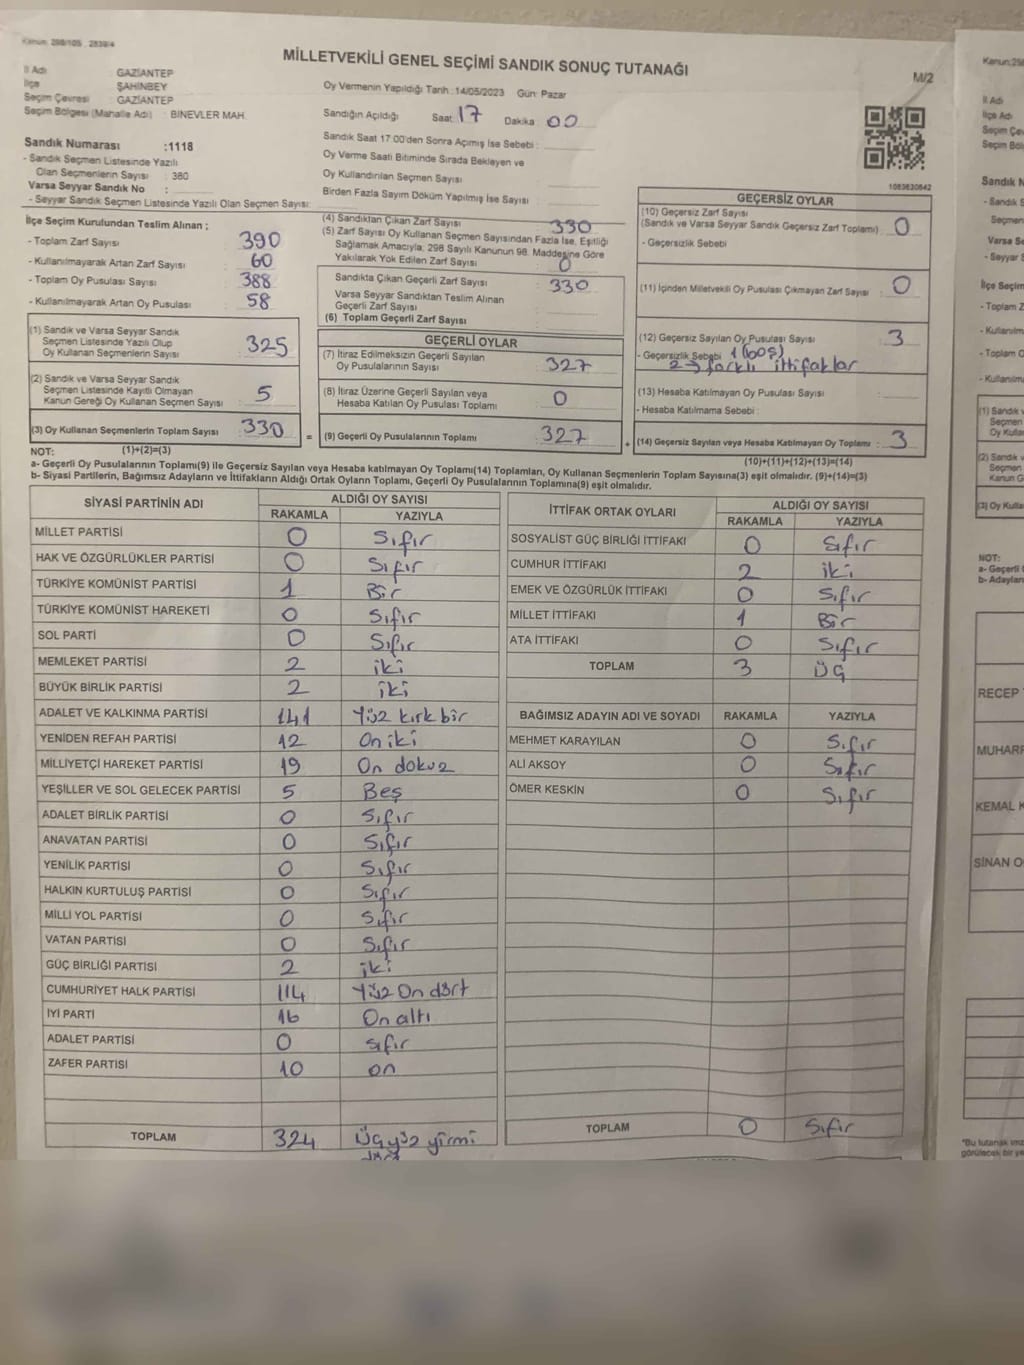 Kanun: 298/105 , 2839/4
MİLLETVEKİLİ GENEL SEÇİMİ SANDIK SONUÇ TUTANAĞI
M/2
İl Adı : GAZİANTEP
İlçe : ŞAHİNBEY
Seçim Çevresi : GAZİANTEP
Seçim Bölgesi (Mahalle Adı) : BİNEVLER MAH.
Sandık Numarası :1118
- Sandık Seçmen Listesinde Yazılı
Olan Seçmenlerin Sayısı : 380
Varsa Seyyar Sandık No :
- Seyyar Sandık Seçmen Listesinde Yazılı Olan Seçmen Sayısı:
Oy Vermenin Yapıldığı Tarih :14/05/2023 Gün: Pazar
Sandığın Açıldığı Saat: 17 Dakika : 00
Sandık Saat 17:00'den Sonra Açımış İse Sebebi :
Oy Verme Saati Bitiminde Sırada Bekleyen ve
Oy Kullandırılan Seçmen Sayısı :
Birden Fazla Sayım Döküm Yapılmış İse Sayısı :
1083630842
İlçe Seçim Kurulundan Teslim Alınan ;
- Toplam Zarf Sayısı : 390
- Kullanılmayarak Artan Zarf Sayısı : 60
- Toplam Oy Pusulası Sayısı : 388
- Kullanılmayarak Artan Oy Pusulası : 58
(1) Sandık ve Varsa Seyyar Sandık
Seçmen Listesinde Yazılı Olup
Oy Kullanan Seçmenlerin Sayısı : 325
(2) Sandık ve Varsa Seyyar Sandık
Seçmen Listesinde Kayıtlı Olmayan
Kanun Gereği Oy Kullanan Seçmen Sayısı : 5
(3) Oy Kullanan Seçmenlerin Toplam Sayısı : 330
(1)+(2)=(3)
(4) Sandıktan Çıkan Zarf Sayısı : 330
(5) Zarf Sayısı Oy Kullanan Seçmen Sayısından Fazla İse, Eşitliği
Sağlamak Amacıyla, 298 Sayılı Kanunun 98. Maddesine Göre
Yakılarak Yok Edilen Zarf Sayısı : 0
Sandıkta Çıkan Geçerli Zarf Sayısı : 330
Varsa Seyyar Sandıktan Teslim Alınan
Geçerli Zarf Sayısı :
(6) Toplam Geçerli Zarf Sayısı :
GEÇERLİ OYLAR
(7) İtiraz Edilmeksizin Geçerli Sayılan
Oy Pusulalarının Sayısı : 327
(8) İtiraz Üzerine Geçerli Sayılan veya
Hesaba Katılan Oy Pusulası Toplamı : 0
= (9) Geçerli Oy Pusulalarının Toplamı : 327
GEÇERSİZ OYLAR
(10) Geçersiz Zarf Sayısı
(Sandık ve Varsa Seyyar Sandık Geçersiz Zarf Toplamı) : 0
- Geçersizlik Sebebi
(11) İçinden Milletvekili Oy Pusulası Çıkmayan Zarf Sayısı : 0
(12) Geçersiz Sayılan Oy Pusulası Sayısı : 3
- Geçersizlik Sebebi : 1 (boş)
2 → farklı ittifaklar
(13) Hesaba Katılmayan Oy Pusulası Sayısı :
- Hesaba Katılmama Sebebi :
+ (14) Geçersiz Sayılan veya Hesaba Katılmayan Oy Toplamı : 3
(10)+(11)+(12)+(13)=(14)
NOT:
a- Geçerli Oy Pusulalarının Toplamı(9) ile Geçersiz Sayılan veya Hesaba katılmayan Oy Toplamı(14) Toplamları, Oy Kullanan Seçmenlerin Toplam Sayısına(3) eşit olmalıdır. (9)+(14)=(3)
b- Siyasi Partilerin, Bağımsız Adayların ve İttifakların Aldığı Ortak Oyların Toplamı, Geçerli Oy Pusulalarının Toplamına(9) eşit olmalıdır.
SİYASİ PARTİNİN ADI ALDIĞI OY SAYISI
RAKAMLA YAZIYLA
MİLLET PARTİSİ 0 Sıfır
HAK VE ÖZGÜRLÜKLER PARTİSİ 0 Sıfır
TÜRKİYE KOMÜNİST PARTİSİ 1 Bir
TÜRKİYE KOMÜNİST HAREKETİ 0 Sıfır
SOL PARTİ 0 Sıfır
MEMLEKET PARTİSİ 2 iki
BÜYÜK BİRLİK PARTİSİ 2 iki
ADALET VE KALKINMA PARTİSİ 141 Yüz kırk bir
YENİDEN REFAH PARTİSİ 12 On iki
MİLLİYETÇİ HAREKET PARTİSİ 19 On dokuz
YEŞİLLER VE SOL GELECEK PARTİSİ 5 Beş
ADALET BİRLİK PARTİSİ 0 Sıfır
ANAVATAN PARTİSİ 0 Sıfır
YENİLİK PARTİSİ 0 Sıfır
HALKIN KURTULUŞ PARTİSİ 0 Sıfır
MİLLİ YOL PARTİSİ 0 Sıfır
VATAN PARTİSİ 0 Sıfır
GÜÇ BİRLİĞİ PARTİSİ 2 iki
CUMHURİYET HALK PARTİSİ 114 Yüz On dört
İYİ PARTİ 16 On altı
ADALET PARTİSİ 0 sıfır
ZAFER PARTİSİ 10 on
TOPLAM 324 Üçyüz yirmi
İTTİFAK ORTAK OYLARI ALDIĞI OY SAYISI
RAKAMLA YAZIYLA
SOSYALİST GÜÇ BİRLİĞİ İTTİFAKI 0 Sıfır
CUMHUR İTTİFAKI 2 iki
EMEK VE ÖZGÜRLÜK İTTİFAKI 0 Sıfır
MİLLET İTTİFAKI 1 Bir
ATA İTTİFAKI 0 Sıfır
TOPLAM 3 Üç
BAĞIMSIZ ADAYIN ADI VE SOYADI RAKAMLA YAZIYLA
MEHMET KARAYILAN 0 Sıfır
ALİ AKSOY 0 Sıfır
ÖMER KESKİN 0 Sıfır
TOPLAM 0 Sıfır
Kanun:29
İl Adı
İlçe Adı
Seçim Çevre
Seçim Böl
Sandık N
- Sandık S
Seçmen
Varsa Se
- Seyyar S
İlçe Seçim
- Toplam Z
- Kullanılm
- Toplam O
- Kullanılma
(1) Sandık v
Seçmen
Oy Kulla
(2) Sandık v
Seçmen
Kanun G
(3) Oy Kulla
NOT:
a- Geçerli
b- Adayları
RECEP
MUHARR
KEMAL K
SİNAN O
"Bu tutanak imz
görülecek bir ye